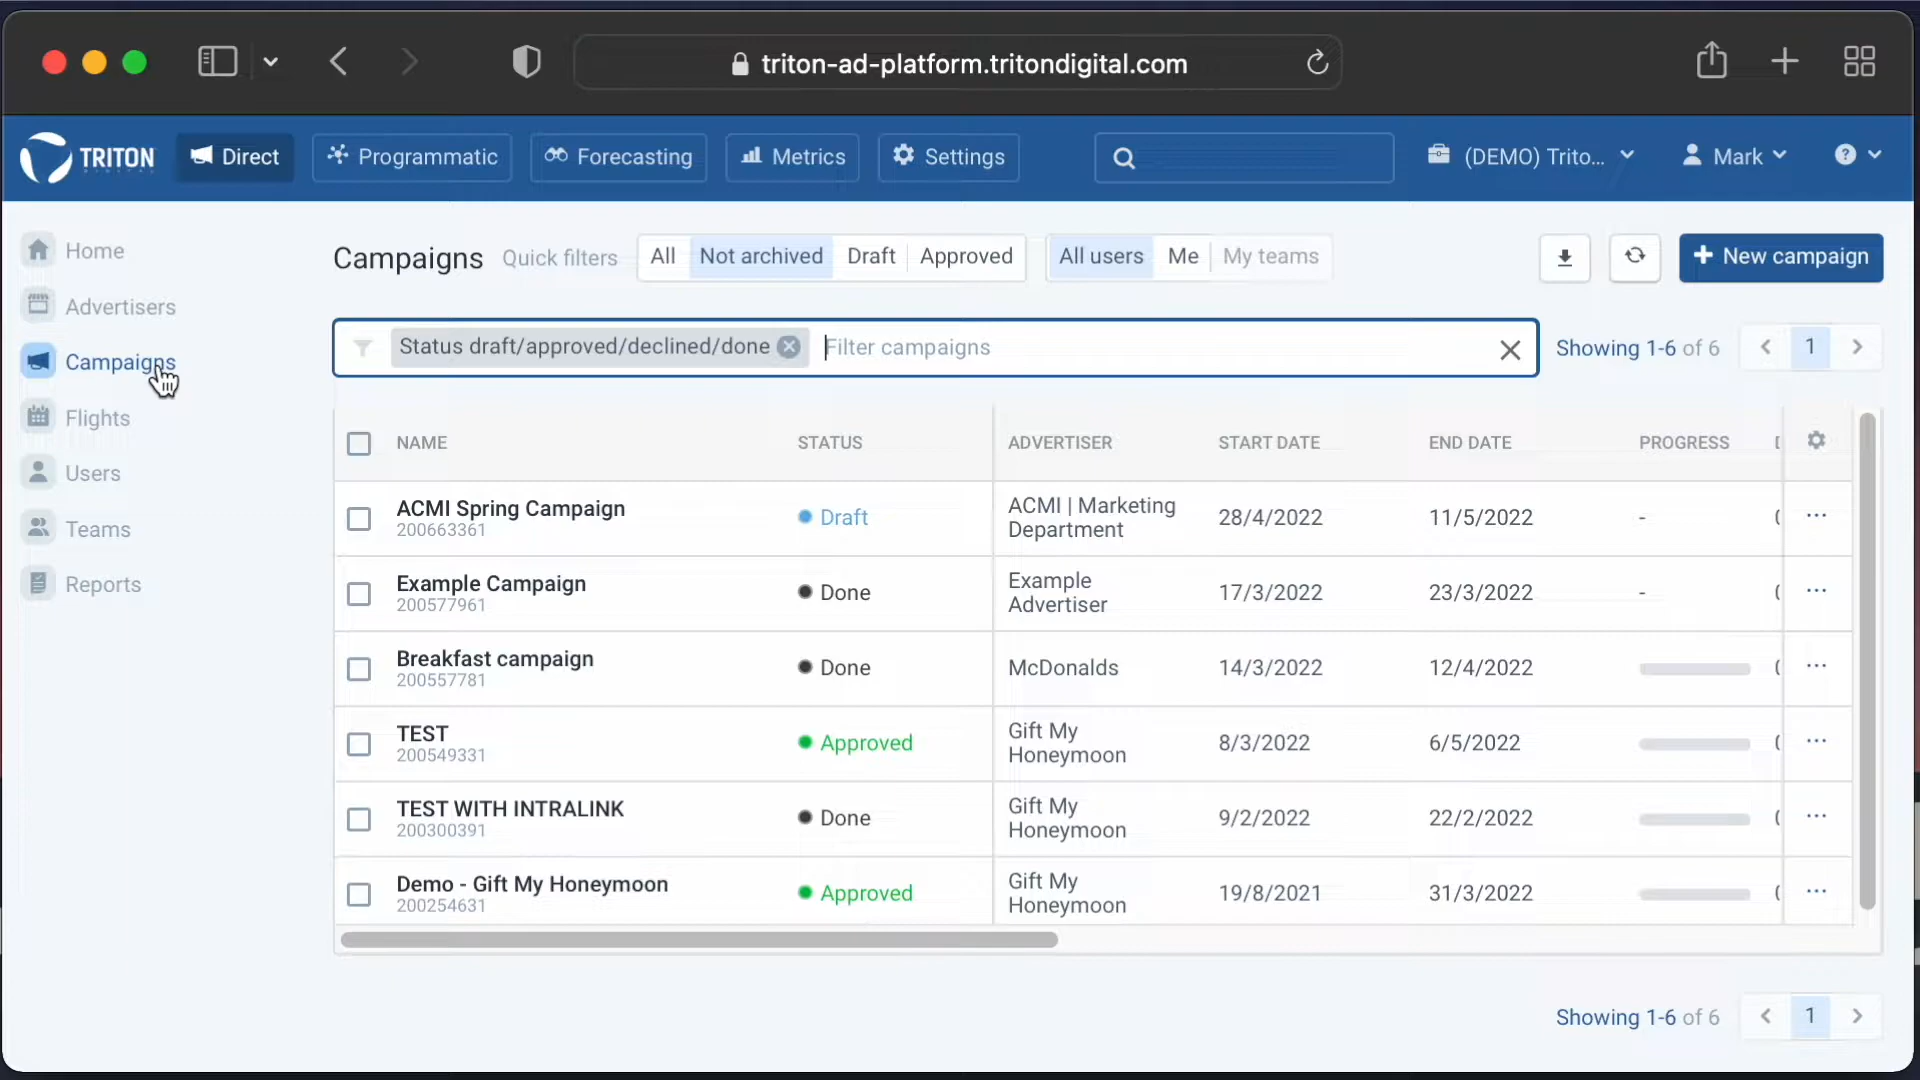 triton-ad-platform.tritondigital.com
TRITON
Direct
Programmatic
Forecasting
Metrics
Settings
(DEMO) Trito...
Mark
Home
Advertisers
Campaigns
Flights
Users
Teams
Reports
Campaigns Quick filters All Not archived Draft Approved All users Me My teams
+ New campaign
Status draft/approved/declined/done Filter campaigns
Showing 1-6 of 6 1
NAME STATUS ADVERTISER START DATE END DATE PROGRESS
ACMI Spring Campaign
200663361
Draft
ACMI | Marketing
Department
28/4/2022 11/5/2022 -
Example Campaign
200577961
Done
Example
Advertiser
17/3/2022 23/3/2022 -
Breakfast campaign
200557781
Done
McDonalds
14/3/2022 12/4/2022
TEST
200549331
Approved
Gift My
Honeymoon
8/3/2022 6/5/2022
TEST WITH INTRALINK
200300391
Done
Gift My
Honeymoon
9/2/2022 22/2/2022
Demo - Gift My Honeymoon
200254631
Approved
Gift My
Honeymoon
19/8/2021 31/3/2022
Showing 1-6 of 6 1